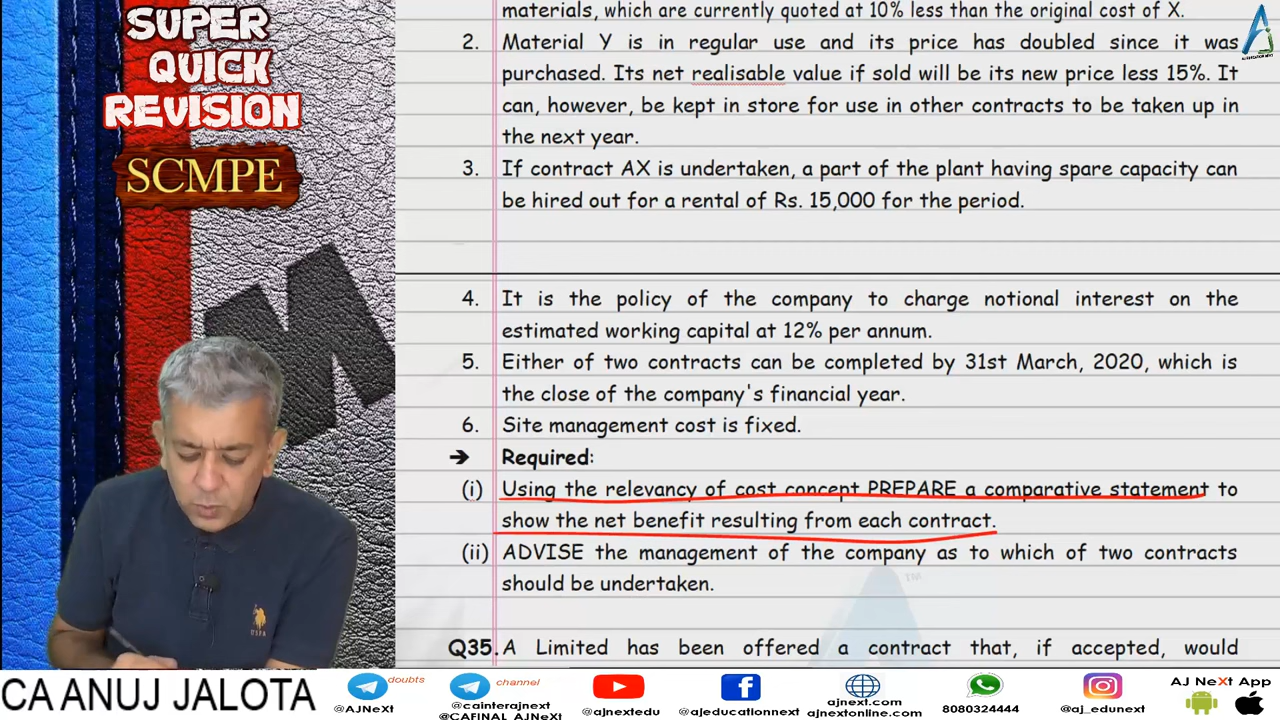 SUPER
QUICK
REVISION
SCMPE
materials, which are currently quoted at 10% less than the original cost of X.
2. Material Y is in regular use and its price has doubled since it was
purchased. Its net realisable value if sold will be its new price less 15%. It
can, however, be kept in store for use in other contracts to be taken up in
the next year.
3. If contract AX is undertaken, a part of the plant having spare capacity can
be hired out for a rental of Rs. 15,000 for the period.
4. It is the policy of the company to charge notional interest on the
estimated working capital at 12% per annum.
5. Either of two contracts can be completed by 31st March, 2020, which is
the close of the company's financial year.
6. Site management cost is fixed.
➔ Required:
(i) Using the relevancy of cost concept PREPARE a comparative statement to
show the net benefit resulting from each contract.
(ii) ADVISE the management of the company as to which of two contracts
should be undertaken.
Q35. A Limited has been offered a contract that, if accepted, would
CA ANUJ JALOTA
doubts
@AJNeXt
channel
@cainterajnext
@CAFINAL_AJNeXt
@ajnextedu
@ajeducationnext
ajnext.com
ajnextonline.com
8080324444
@aj_edunext
AJ NeXt App